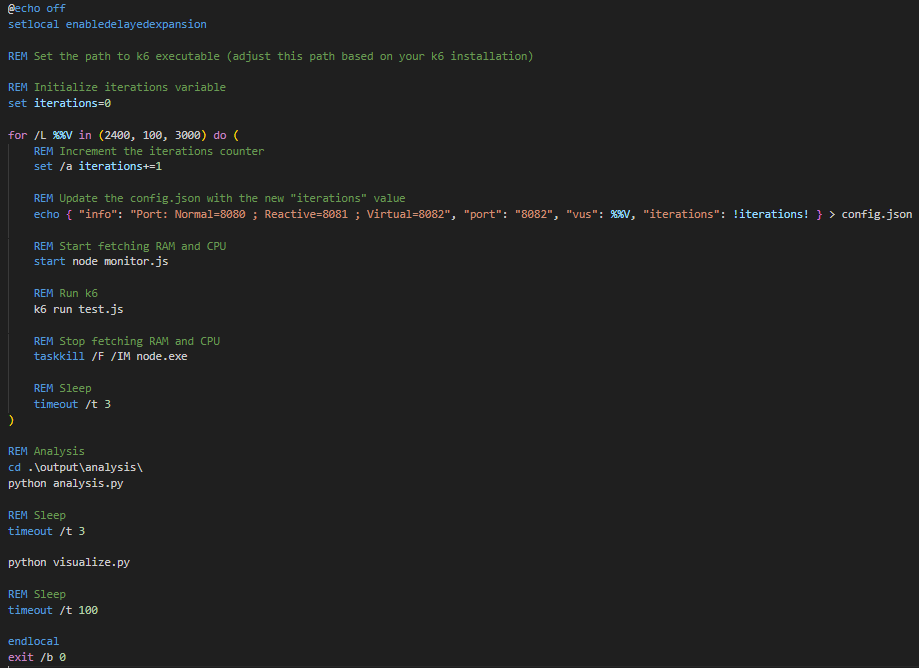 @echo off
setlocal enabledelayedexpansion
REM Set the path to k6 executable (adjust this path based on your k6 installation)
REM Initialize iterations variable
set iterations=0
for /L %%V in (2400, 100, 3000) do (
REM Increment the iterations counter
set /a iterations+=1
REM Update the config.json with the new "iterations" value
echo { "info": "Port: Normal=8080 ; Reactive=8081 ; Virtual=8082", "port": "8082", "vus": %%V, "iterations": !iterations! } > config.json
REM Start fetching RAM and CPU
start node monitor.js
REM Run k6
k6 run test.js
REM Stop fetching RAM and CPU
taskkill /F /IM node.exe
REM Sleep
timeout /t 3
)
REM Analysis
cd .\output\analysis\
python analysis.py
REM Sleep
timeout /t 3
python visualize.py
REM Sleep
timeout /t 100
endlocal
exit /b 0